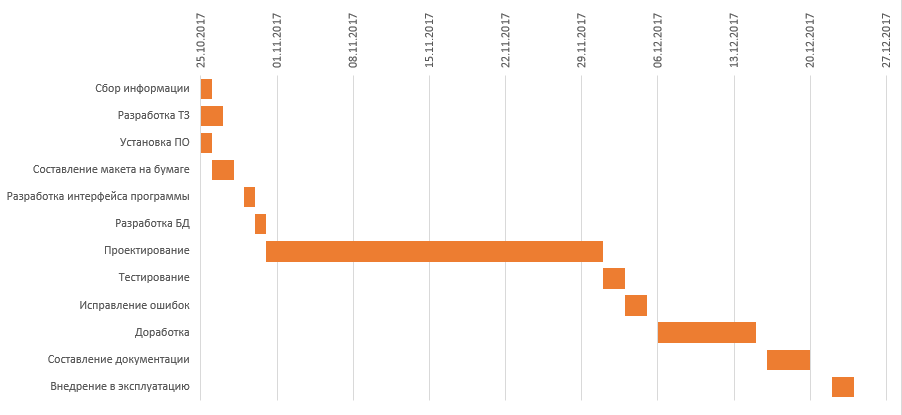 25.10.2017
01.11.2017
08.11.2017
15.11.2017
22.11.2017
29.11.2017
06.12.2017
13.12.2017
20.12.2017
27.12.2017
Сбор информации
Разработка ТЗ
Установка ПО
Составление макета на бумаге
Разработка интерфейса программы
Разработка БД
Проектирование
Тестирование
Исправление ошибок
Доработка
Составление документации
Внедрение в эксплуатацию